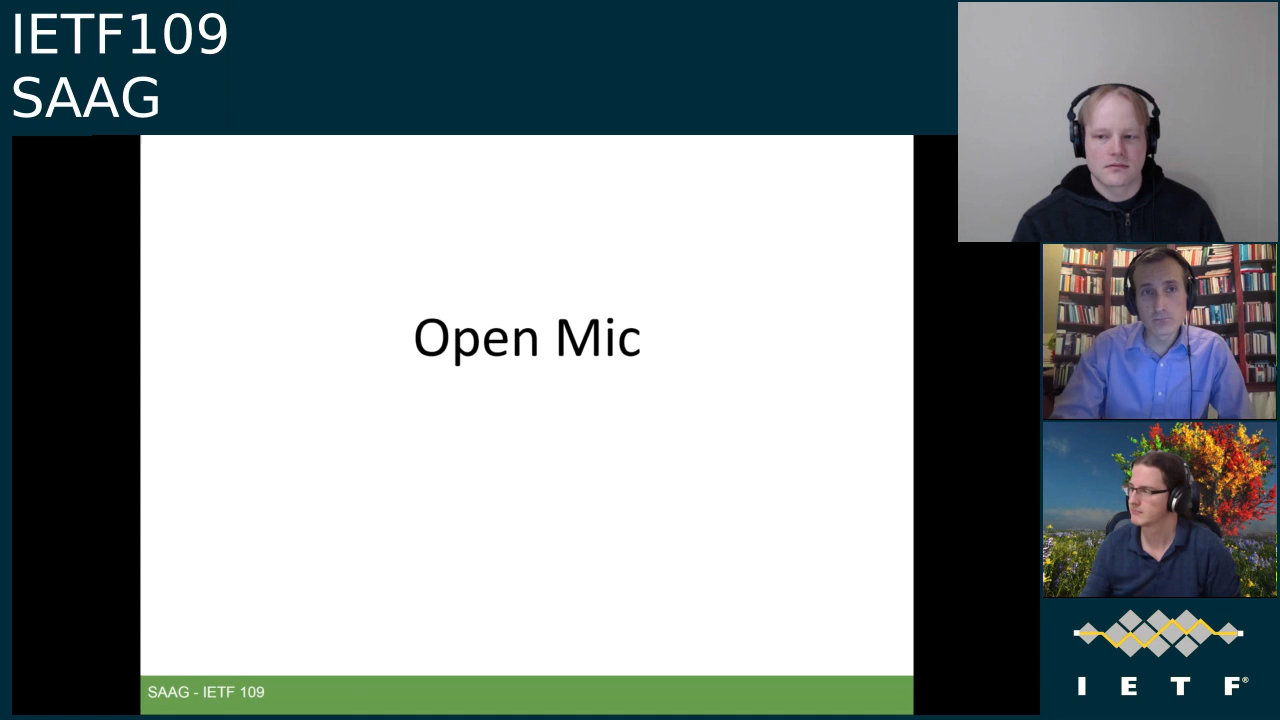 IETF109
SAAG
Open Mic
SAAG - IETF 109
I E T F®